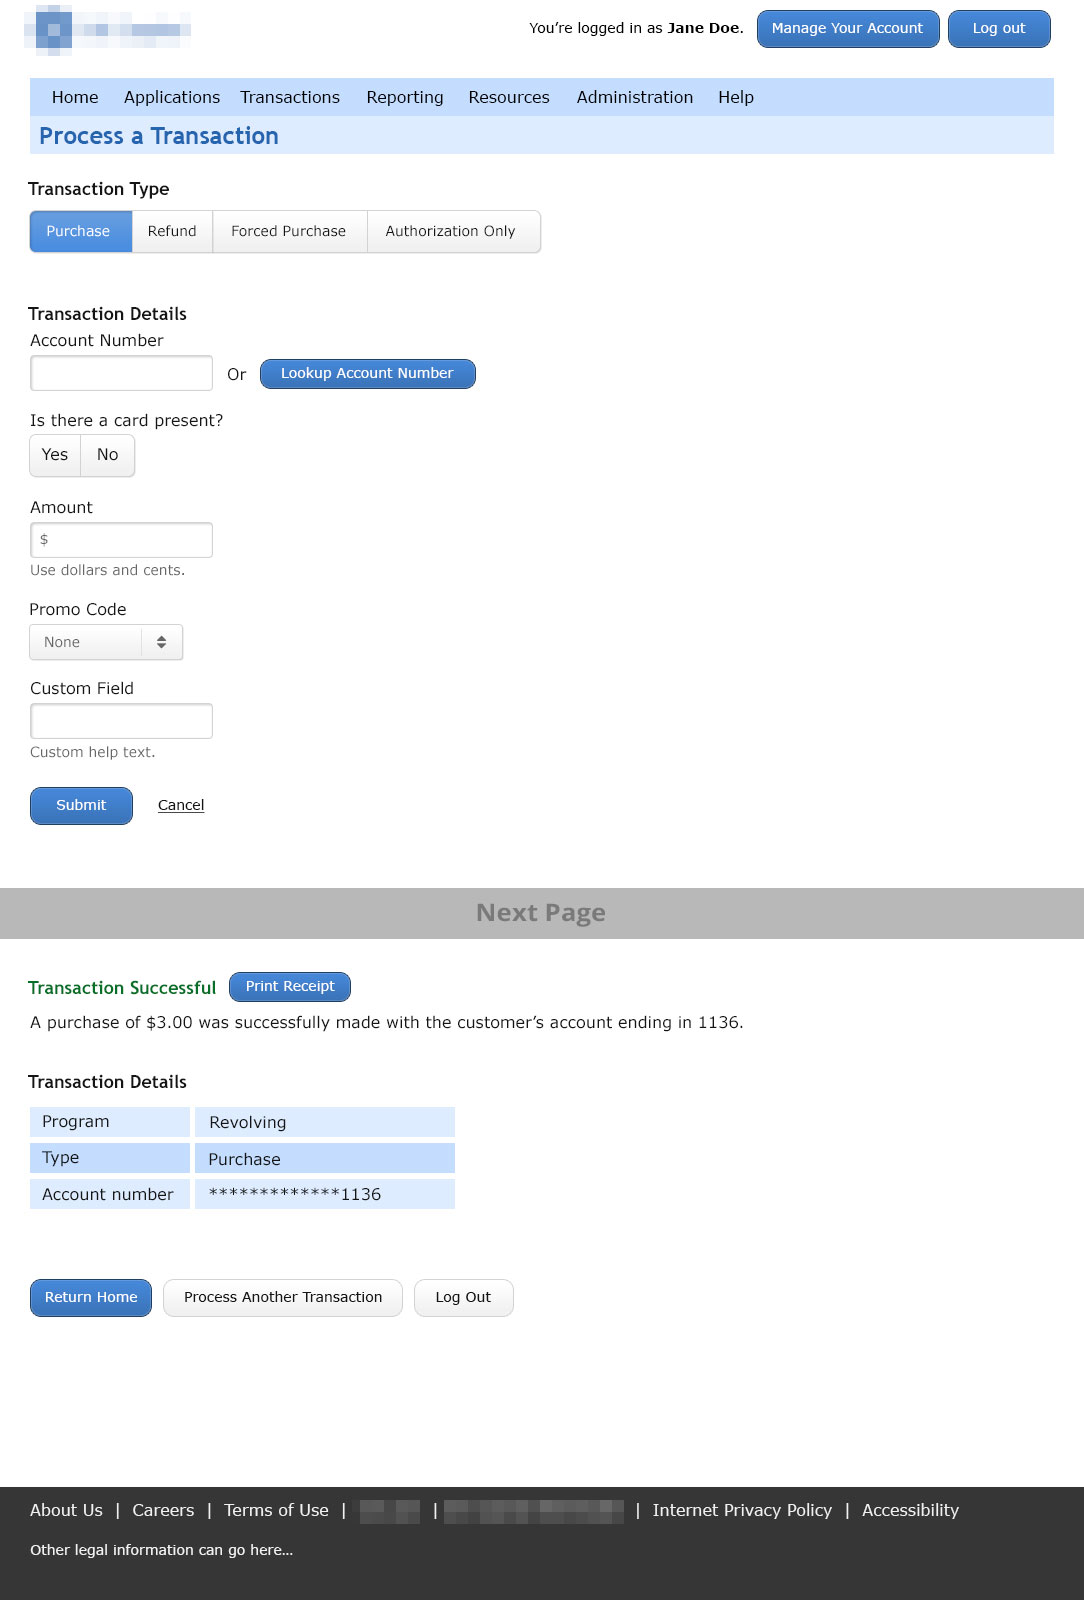 You’re logged in as Jane Doe. Manage Your Account Log out
Home Applications Transactions Reporting Resources Administration Help
Process a Transaction
Transaction Type
Purchase Refund Forced Purchase Authorization Only
Transaction Details
Account Number
Or Lookup Account Number
Is there a card present?
Yes No
Amount
$
Use dollars and cents.
Promo Code
None
Custom Field
Custom help text.
Submit Cancel
Next Page
Transaction Successful Print Receipt
A purchase of $3.00 was successfully made with the customer’s account ending in 1136.
Transaction Details
Program Revolving
Type Purchase
Account number *************1136
Return Home Process Another Transaction Log Out
About Us | Careers | Terms of Use | | | Internet Privacy Policy | Accessibility
Other legal information can go here...